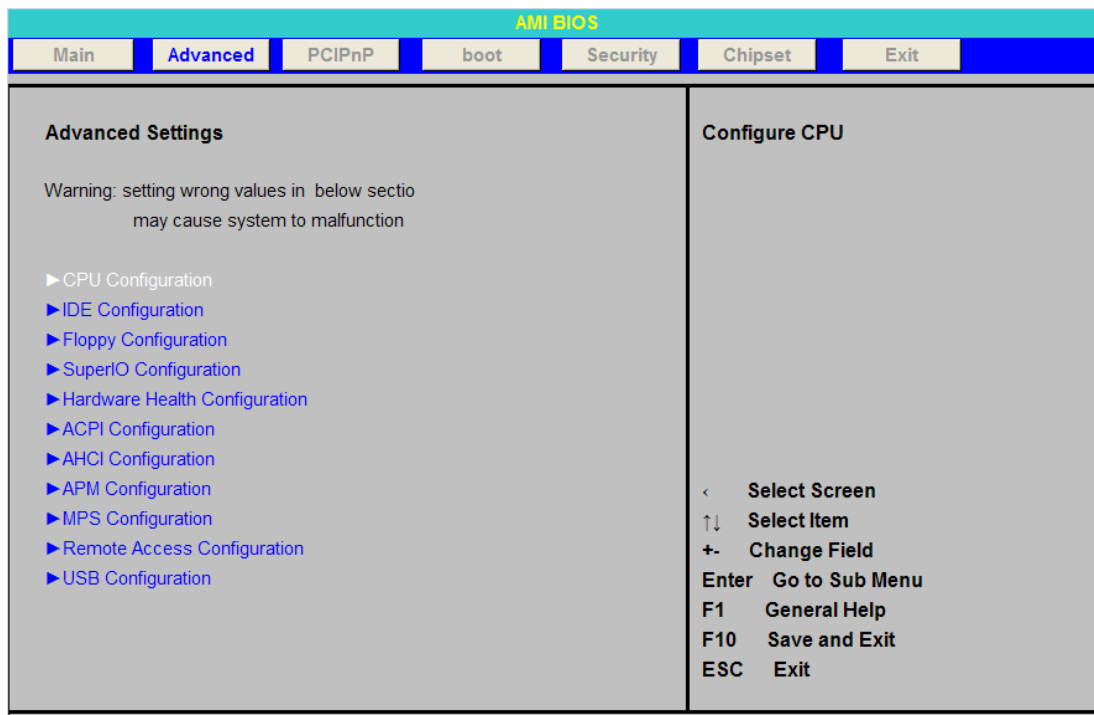 AMI BIOS
Main Advanced PCIPnP boot Security Chipset Exit
Advanced Settings
Warning: setting wrong values in below sectio
may cause system to malfunction
►CPU Configuration
►IDE Configuration
►Floppy Configuration
►SuperIO Configuration
►Hardware Health Configuration
►ACPI Configuration
►AHCI Configuration
►APM Configuration
►MPS Configuration
►Remote Access Configuration
►USB Configuration
Configure CPU
‹ Select Screen
↑↓ Select Item
+- Change Field
Enter Go to Sub Menu
F1 General Help
F10 Save and Exit
ESC Exit